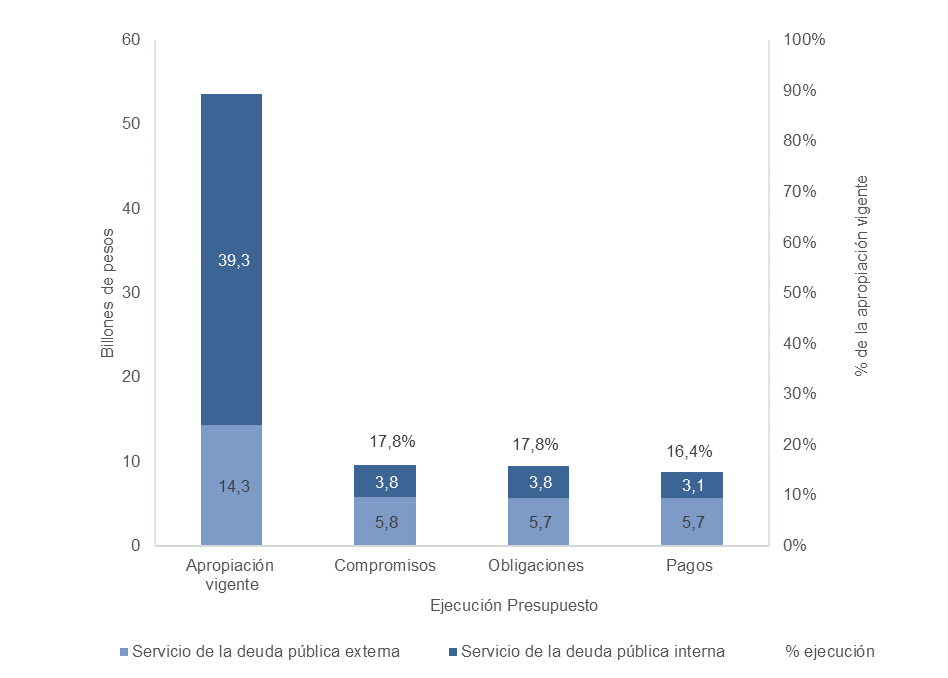 60
50
40
30
20
10
0
Billones de pesos
100%
90%
80%
70%
60%
50%
40%
30%
20%
10%
0%
% de la apropiación vigente
39,3
14,3
17,8%
3,8
5,8
17,8%
3,8
5,7
16,4%
3,1
5,7
Apropiación
vigente
Compromisos
Obligaciones
Pagos
Ejecución Presupuesto
Servicio de la deuda pública externa
Servicio de la deuda pública interna
% ejecución